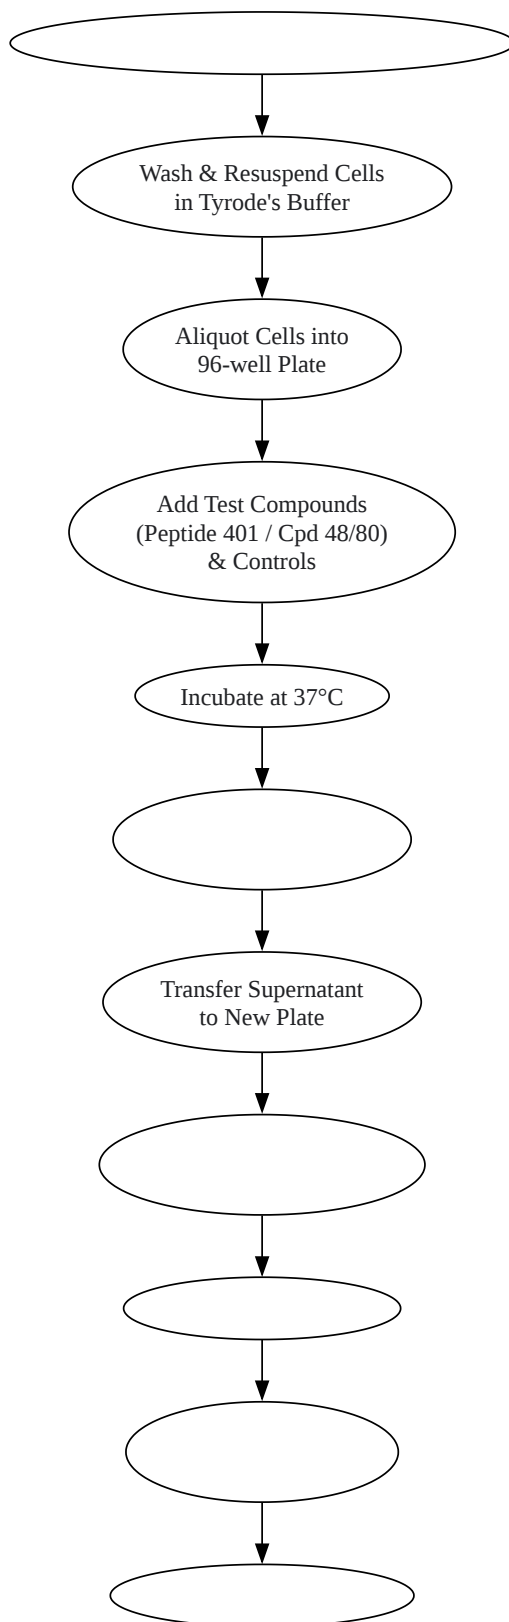 Wash & Resuspend Cells
in Tyrode's Buffer
Aliquot Cells into
96-well Plate
Add Test Compounds
(Peptide 401 / Cpd 48/80)
& Controls
Incubate at 37°C
Transfer Supernatant
to New Plate